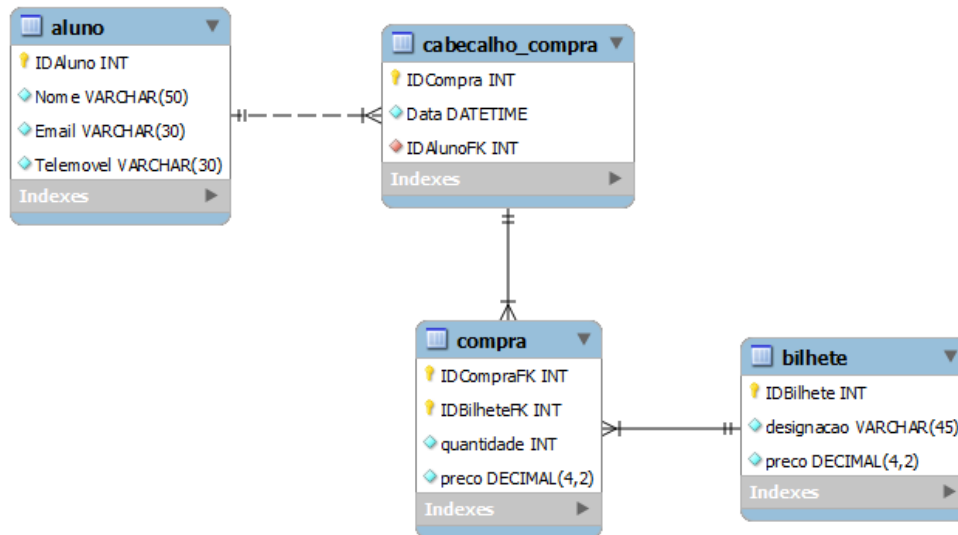 aluno
IDAluno INT
Nome VARCHAR(50)
Email VARCHAR(30)
Telemovel VARCHAR(30)
Indexes
cabecalho_compra
IDCompra INT
Data DATETIME
IDAlunoFK INT
Indexes
compra
IDCompraFK INT
IDBilheteFK INT
quantidade INT
preco DECIMAL(4,2)
Indexes
bilhete
IDBilhete INT
designacao VARCHAR(45)
preco DECIMAL(4,2)
Indexes